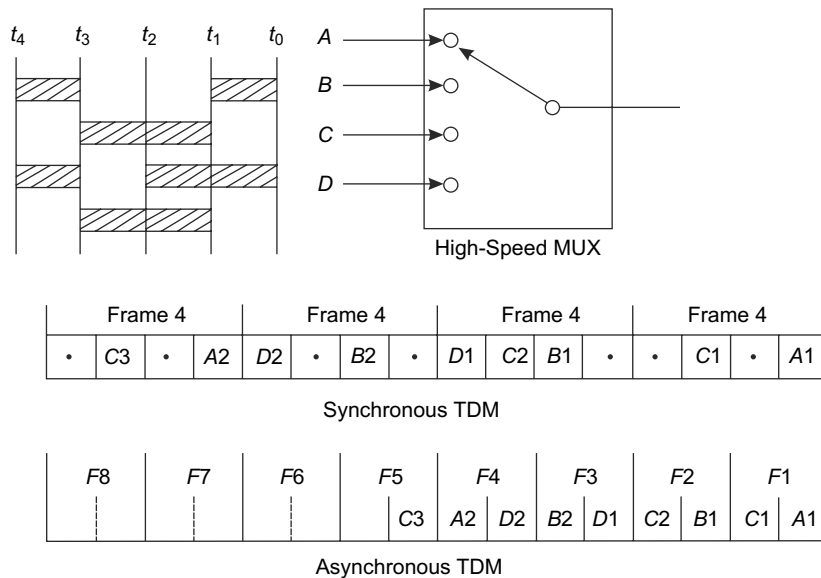 t4 t3 t2 t1 t0
A
B
C
D
High-Speed MUX
Frame 4 Frame 4 Frame 4 Frame 4
• C3 • A2 D2 • B2 • D1 C2 B1 • • C1 • A1
Synchronous TDM
F8 F7 F6 F5 F4 F3 F2 F1
C3 A2 D2 B2 D1 C2 B1 C1 A1
Asynchronous TDM